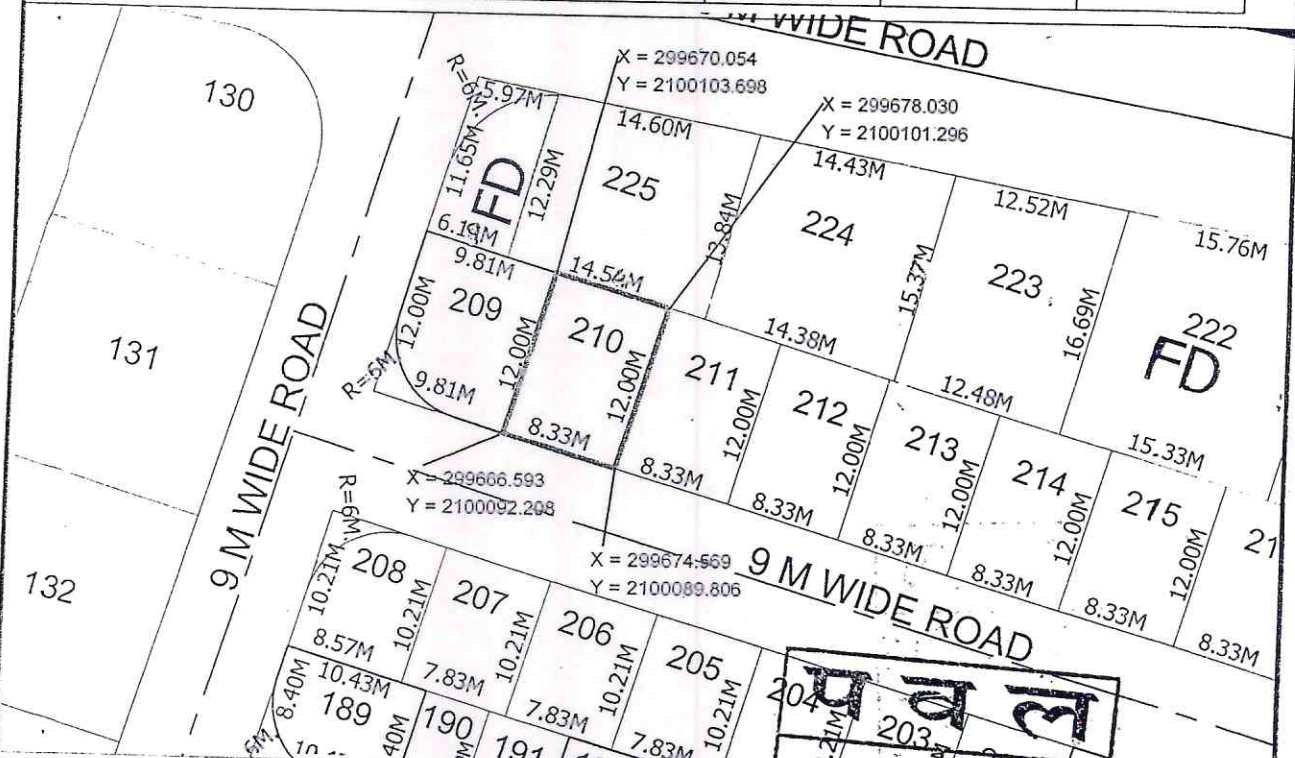 M WIDE ROAD
X = 299670.054
Y = 2100103.698
X = 299678.030
Y = 2100101.296
130
R=6M
5.97M
11.65M
FD
12.29M
6.19M
14.60M
225
14.54M
14.43M
224
14.38M
15.37M
12.52M
223
12.48M
16.69M
15.76M
222
FD
15.33M
131
9 M WIDE ROAD
132
9.81M
209
12.00M
9.81M
R=5M
12.00M
210
12.00M
8.33M
211
12.00M
8.33M
212
12.00M
8.33M
213
12.00M
8.33M
214
12.00M
8.33M
215
12.00M
8.33M
21
8.33M
X = 299666.593
Y = 2100092.208
X = 299674.569
Y = 2100089.806
9 M WIDE ROAD
R=6M
208
10.21M
10.21M
8.57M
207
10.21M
7.83M
206
10.21M
7.83M
205
10.21M
7.83M
204
.21M
203
प व ल
8.40M
10.43M
189
40M
190
191
6M